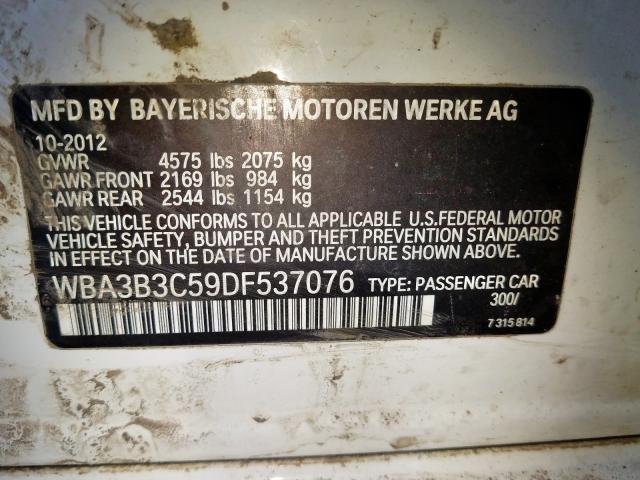 MFD BY BAYERISCHE MOTOREN WERKE AG
10-2012
GVWR 4575 lbs 2075 kg
GAWR FRONT 2169 lbs 984 kg
GAWR REAR 2544 lbs 1154 kg
THIS VEHICLE CONFORMS TO ALL APPLICABLE U.S.FEDERAL MOTOR
VEHICLE SAFETY, BUMPER AND THEFT PREVENTION STANDARDS
IN EFFECT ON THE DATE OF MANUFACTURE SHOWN ABOVE.
WBA3B3C59DF537076 TYPE: PASSENGER CAR
300/
7 315 814